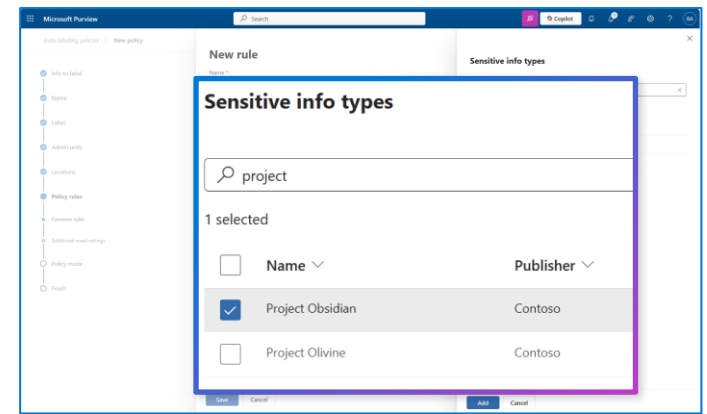 Microsoft Purview
Search
Copilot
KA
Auto-labeling policies
New policy
Info to label
Name
Label
Admin units
Locations
Policy rules
Common rules
Additional email settings
Policy mode
Finish
New rule
Name *
Sensitive info types
Sensitive info types
project
1 selected
Name
Publisher
Project Obsidian
Contoso
Project Olivine
Contoso
Save
Cancel
Add
Cancel